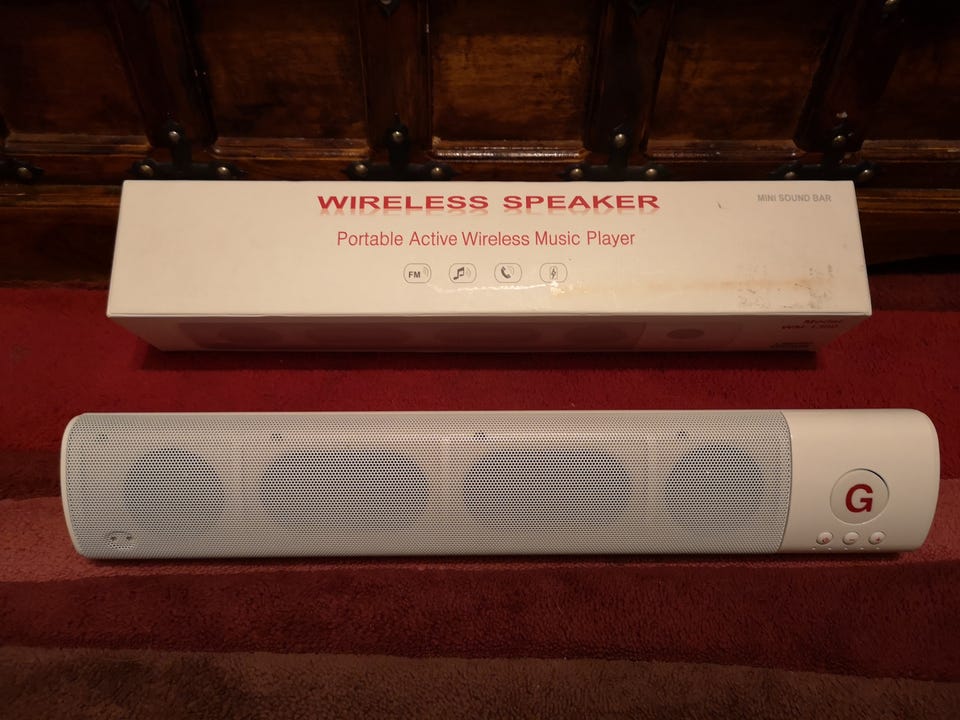 WIRELESS SPEAKER
MINI SOUND BAR
Portable Active Wireless Music Player
FM
G